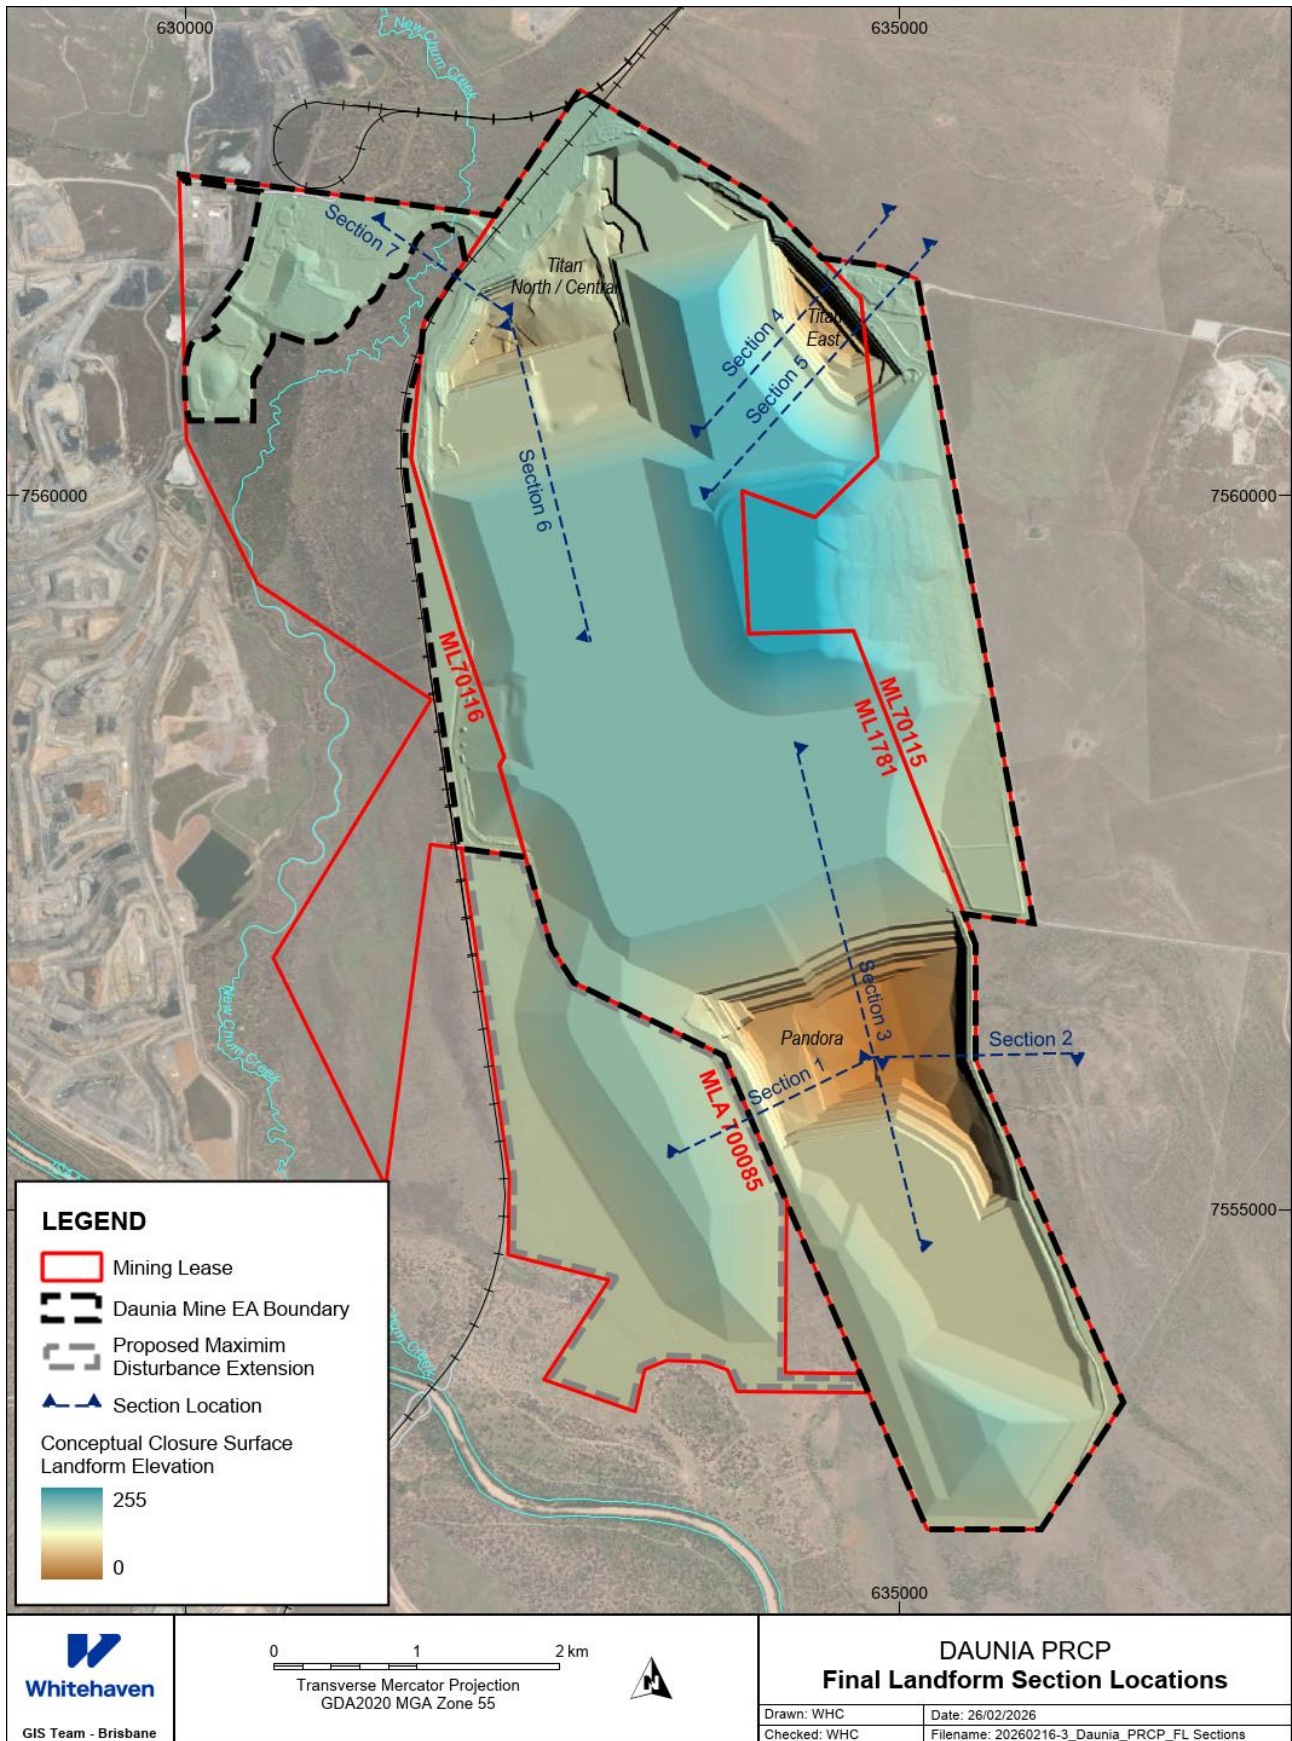 630000
635000
New Chum Creek
Section 7
Titan
North / Central
Section 4
Titan
East
Section 5
7560000
7560000
Section 6
ML70116
ML70115
ML1781
Section 3
Pandora
Section 2
Section 1
MLA 700085
New Chum Creek
7555000
Chum Creek
LEGEND
Mining Lease
Daunia Mine EA Boundary
Proposed Maximim
Disturbance Extension
Section Location
Conceptual Closure Surface
Landform Elevation
255
0
635000
Whitehaven
GIS Team - Brisbane
0 1 2 km
Transverse Mercator Projection
GDA2020 MGA Zone 55
N
DAUNIA PRCP
Final Landform Section Locations
Drawn: WHC
Date: 26/02/2026
Checked: WHC
Filename: 20260216-3_Daunia_PRCP_FL Sections